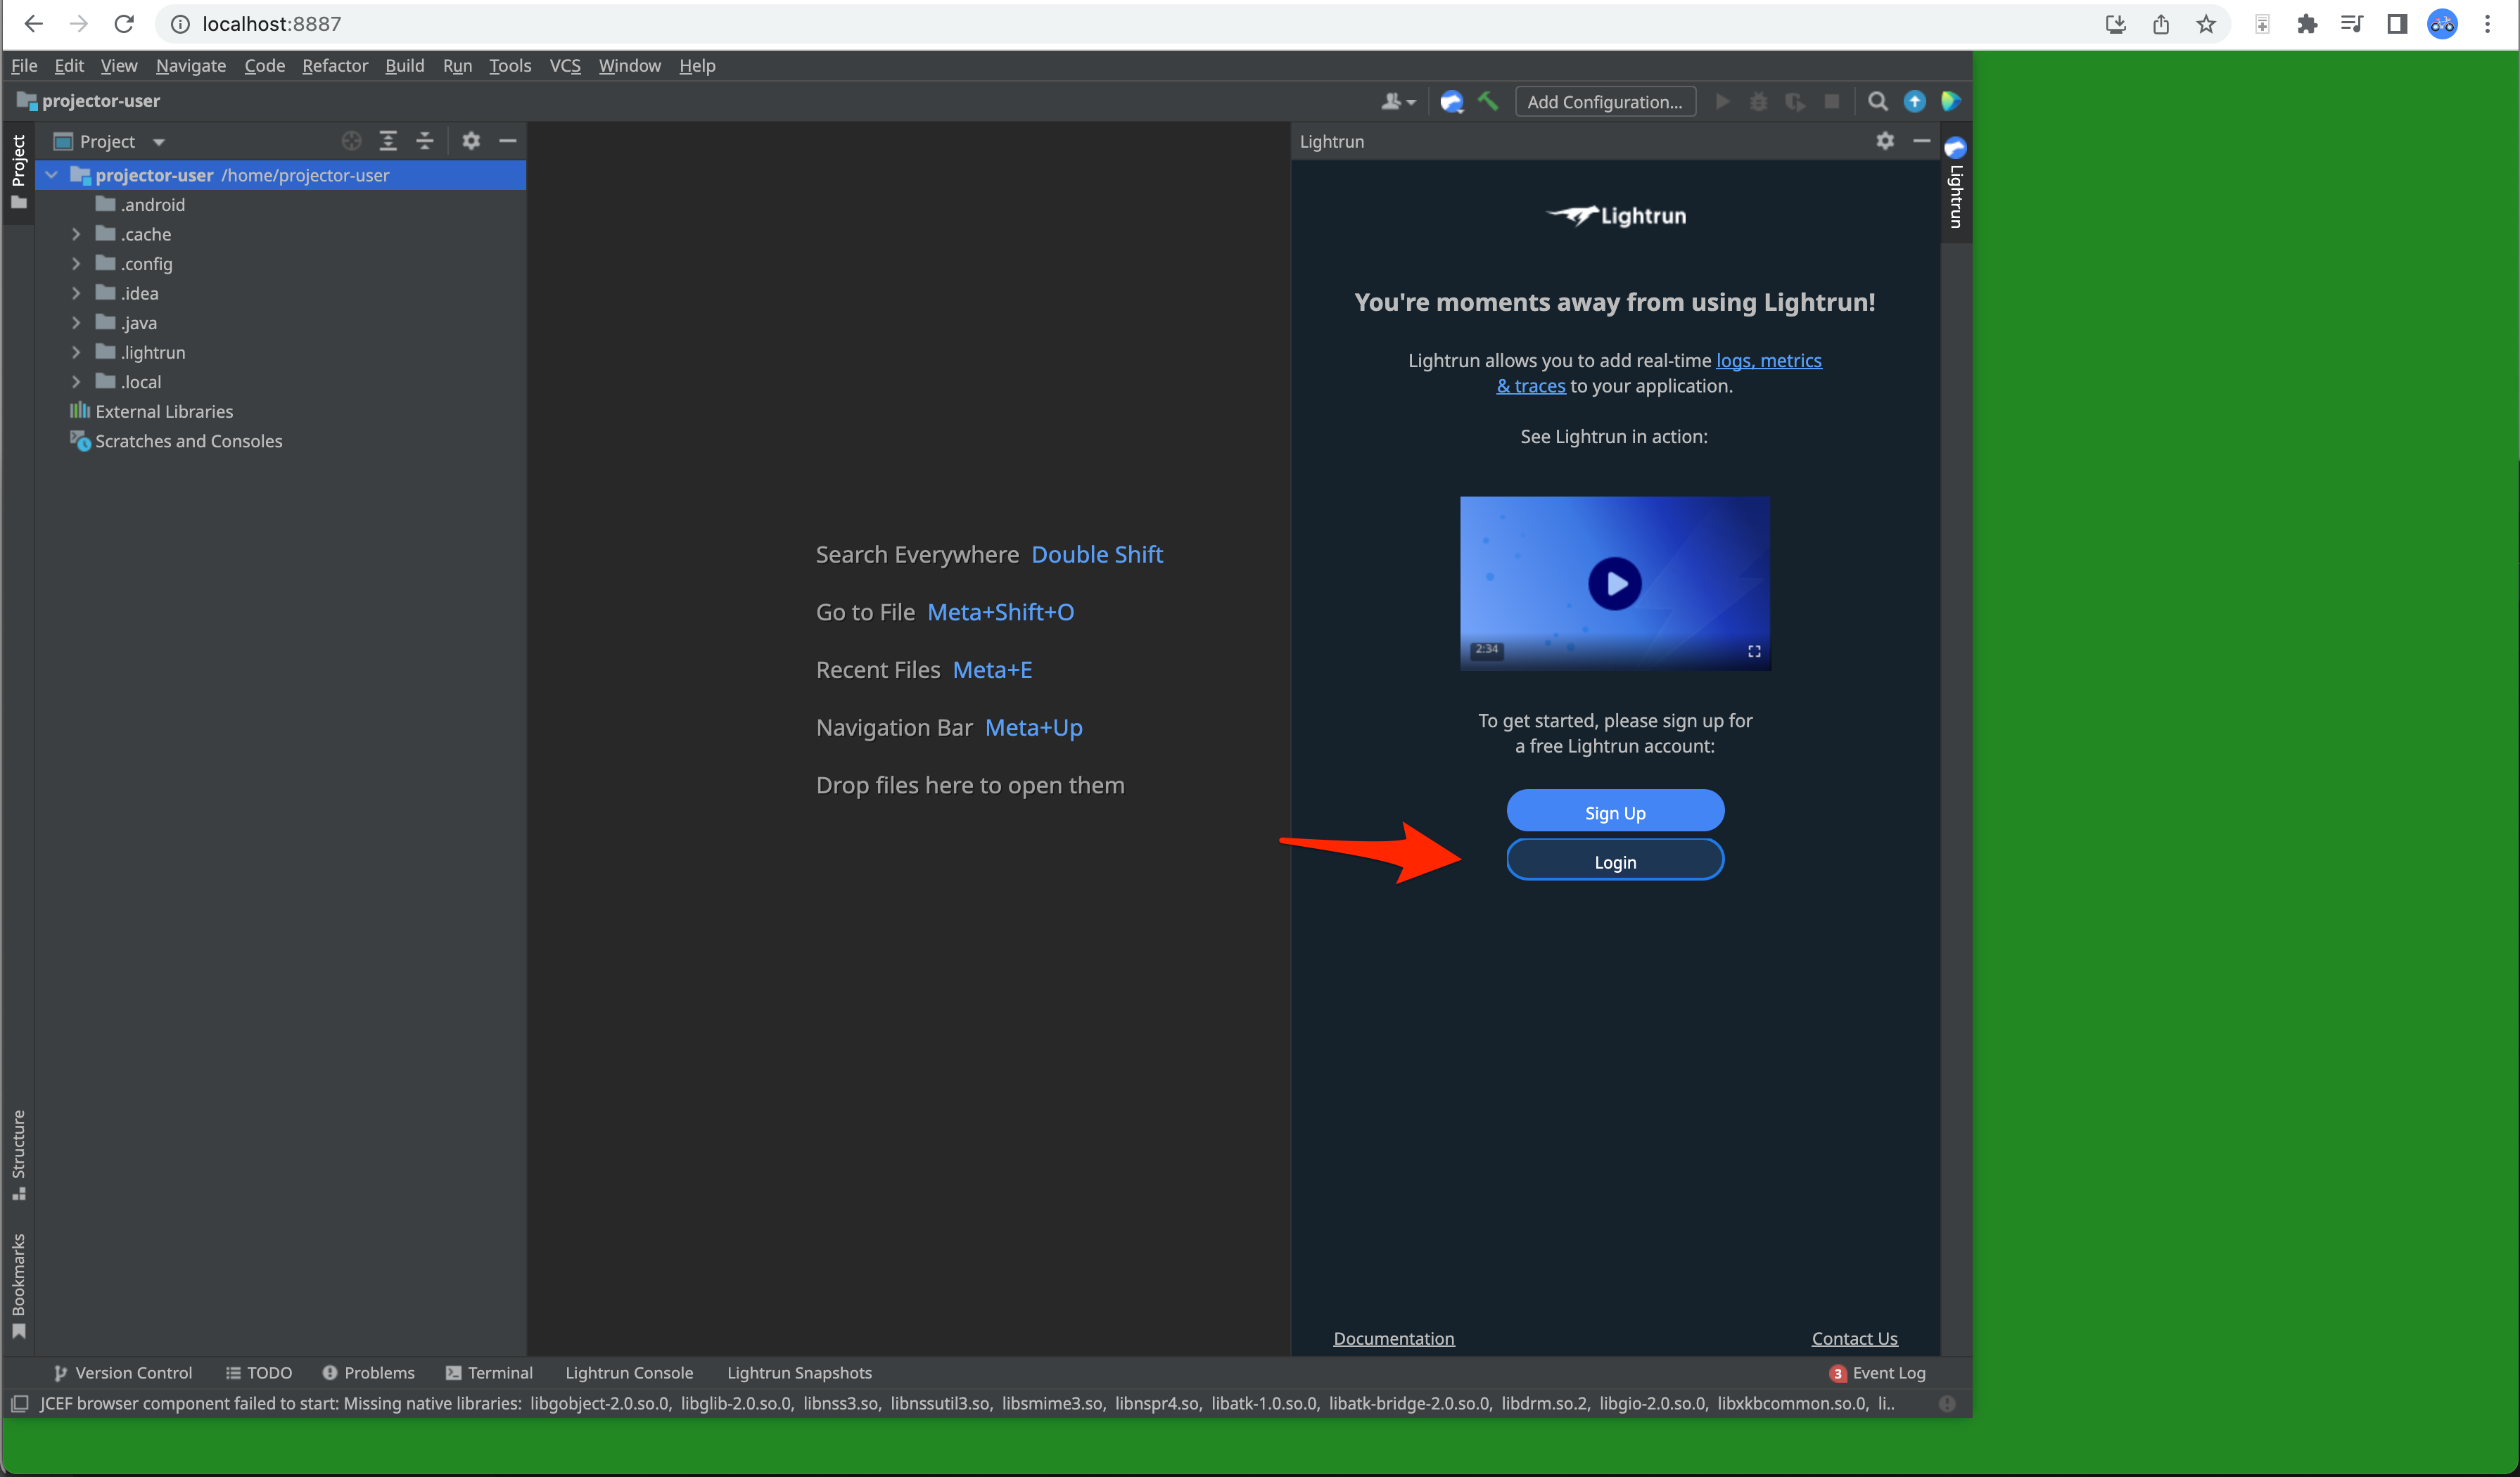 localhost:8887
File Edit View Navigate Code Refactor Build Run Tools VCS Window Help
projector-user
Add Configuration...
Project
Project
projector-user /home/projector-user
.android
.cache
.config
.idea
.java
.lightrun
.local
External Libraries
Scratches and Consoles
Structure
Bookmarks
Search Everywhere Double Shift
Go to File Meta+Shift+O
Recent Files Meta+E
Navigation Bar Meta+Up
Drop files here to open them
Lightrun
Lightrun
Lightrun
You're moments away from using Lightrun!
Lightrun allows you to add real-time logs, metrics
& traces to your application.
See Lightrun in action:
2:34
To get started, please sign up for
a free Lightrun account:
Sign Up
Login
Documentation
Contact Us
Version Control TODO Problems Terminal Lightrun Console Lightrun Snapshots 3 Event Log
JCEF browser component failed to start: Missing native libraries: libgobject-2.0.so.0, libglib-2.0.so.0, libnss3.so, libnssutil3.so, libsmime3.so, libnspr4.so, libatk-1.0.so.0, libatk-bridge-2.0.so.0, libdrm.so.2, libgio-2.0.so.0, libxkbcommon.so.0, li..